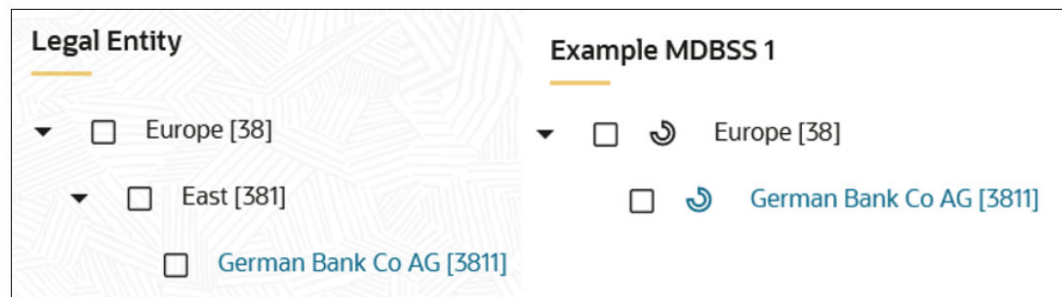 Legal Entity
Europe [38]
East [381]
German Bank Co AG [3811]
Example MDBSS 1
Europe [38]
German Bank Co AG [3811]